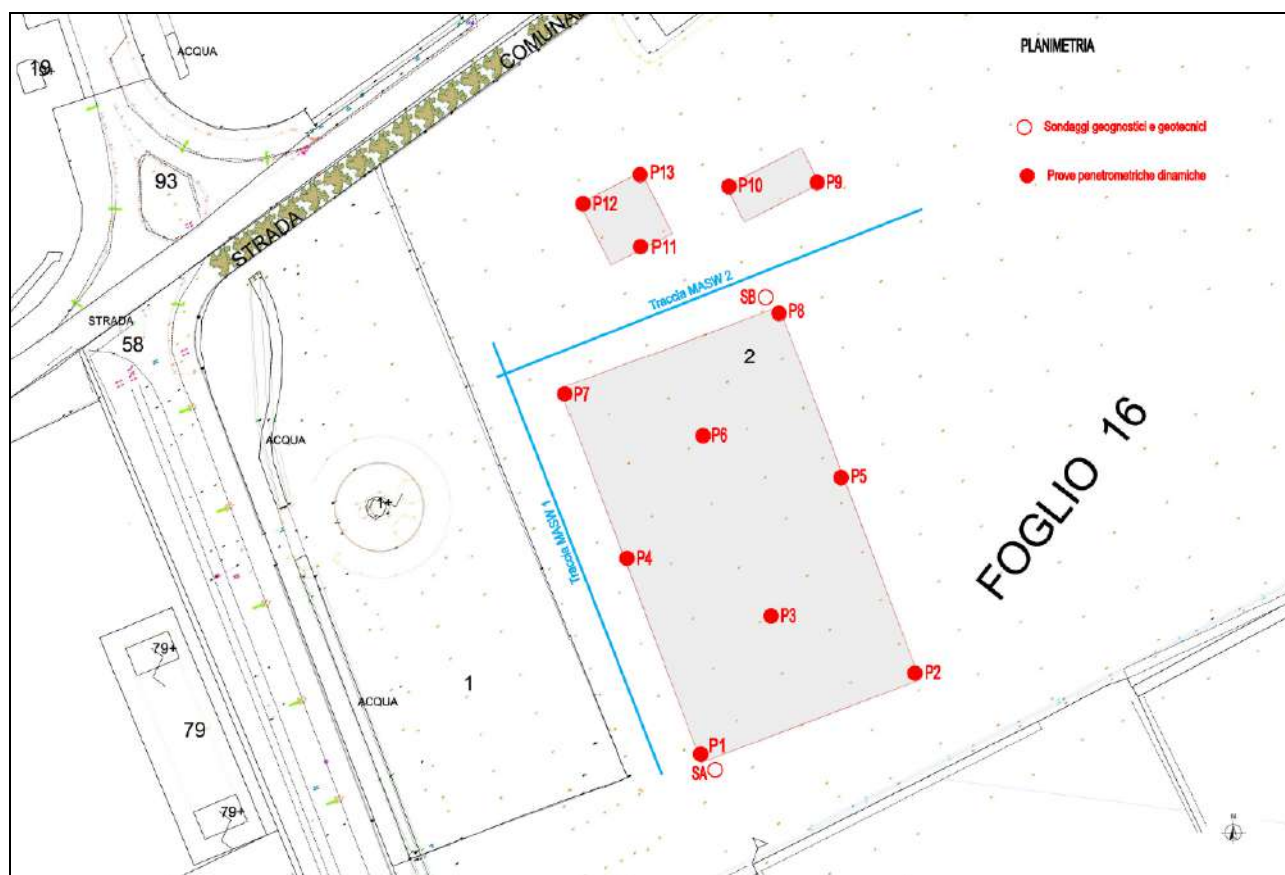 PLANIMETRIA
Sondaggi geognostici e geotecnici
Prove penetrometriche dinamiche
ACQUA
STRADA COMUNA
93
P13
P10
P9
P12
P11
Traccia MASW 2
SB
P8
STRADA
58
2
P7
ACQUA
P6
FOGLIO 16
P5
1+
Traccia MASW 1
P4
P3
79+
1
P2
ACQUA
79
P1
SA
79+
N